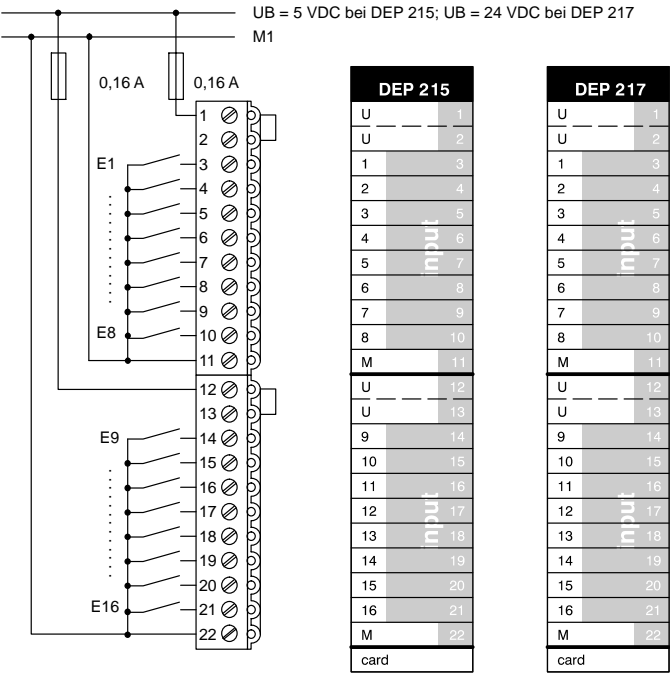 UB = 5 VDC bei DEP 215; UB = 24 VDC bei DEP 217
M1
0,16 A
0,16 A
1
2
E1
3
4
5
6
7
8
9
E8
10
11
12
13
E9
14
15
16
17
18
19
20
E16
21
22
DEP 215
U 1
U 2
1 3
2 4
3 5
4 6
5 7
6 8
7 9
8 10
input
M 11
U 12
U 13
9 14
10 15
11 16
12 17
13 18
14 19
15 20
16 21
input
M 22
card
DEP 217
U 1
U 2
1 3
2 4
3 5
4 6
5 7
6 8
7 9
8 10
input
M 11
U 12
U 13
9 14
10 15
11 16
12 17
13 18
14 19
15 20
16 21
input
M 22
card